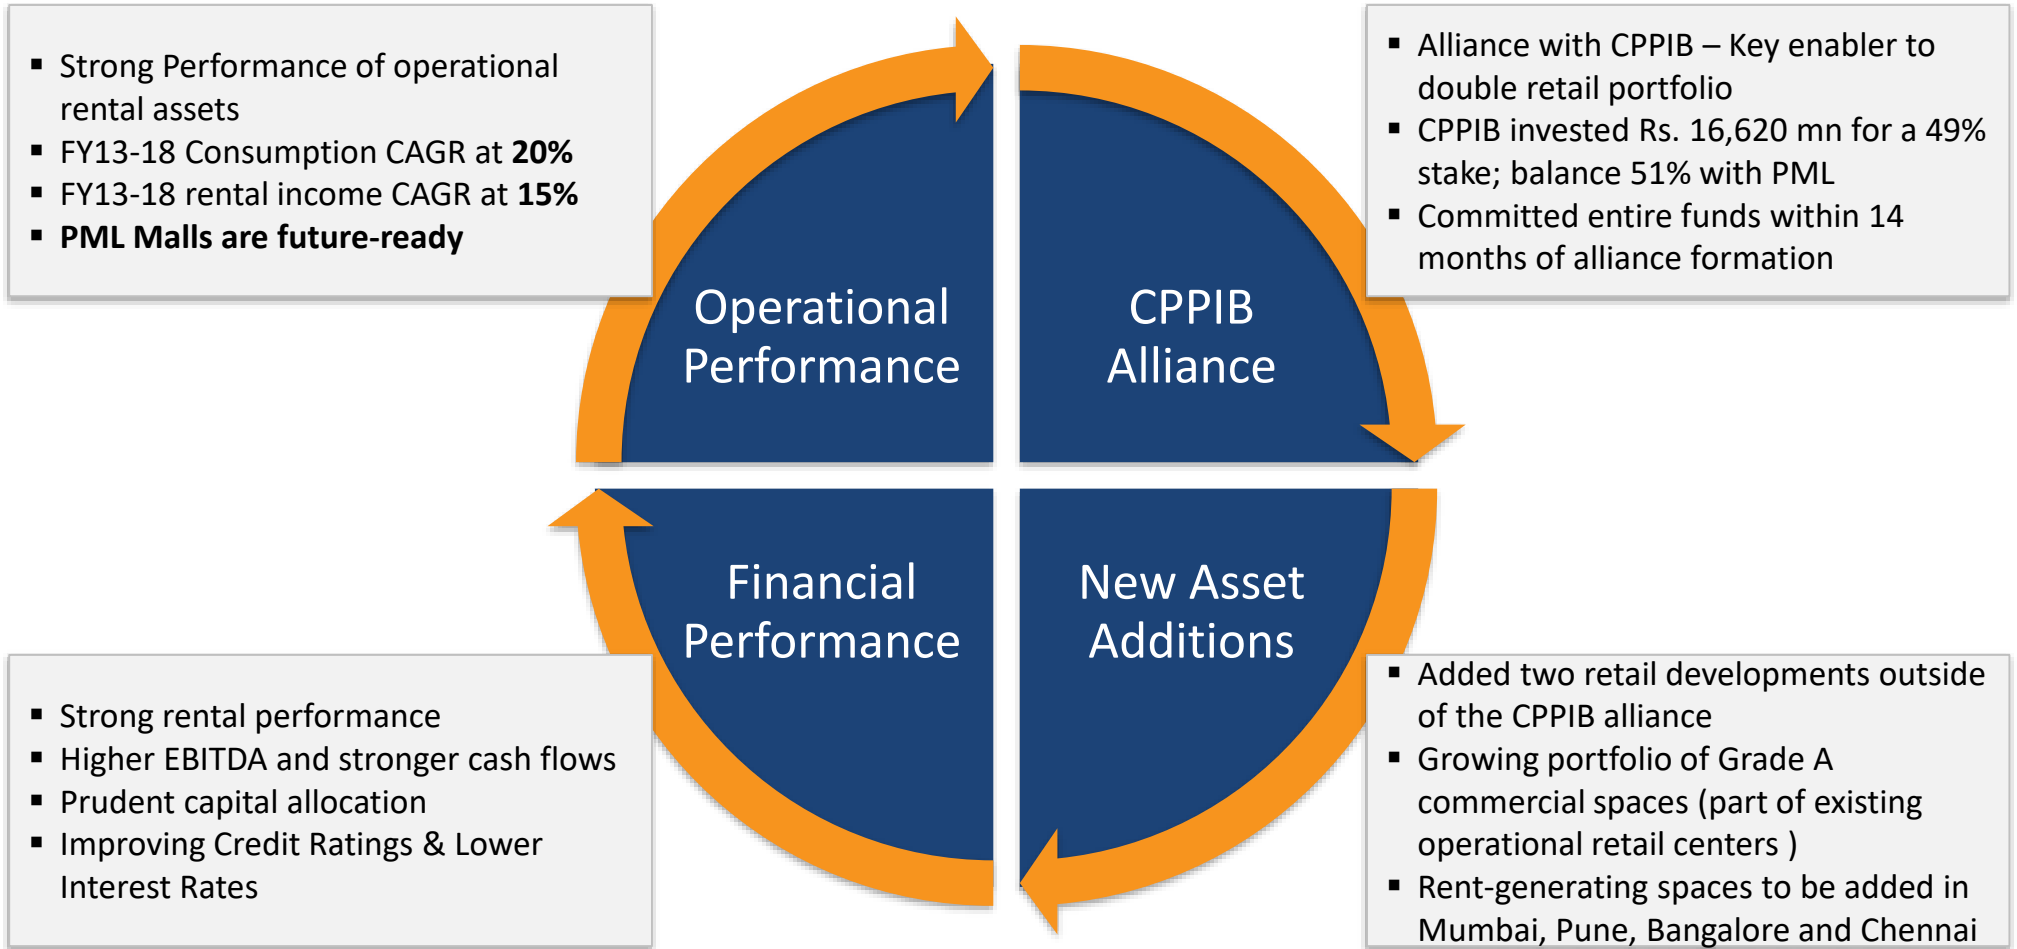 ▪ Strong Performance of operational
rental assets
▪ FY13-18 Consumption CAGR at 20%
▪ FY13-18 rental income CAGR at 15%
▪ PML Malls are future-ready
▪ Alliance with CPPIB – Key enabler to
double retail portfolio
▪ CPPIB invested Rs. 16,620 mn for a 49%
stake; balance 51% with PML
▪ Committed entire funds within 14
months of alliance formation
Operational
Performance
CPPIB
Alliance
Financial
Performance
New Asset
Additions
▪ Strong rental performance
▪ Higher EBITDA and stronger cash flows
▪ Prudent capital allocation
▪ Improving Credit Ratings & Lower
Interest Rates
▪ Added two retail developments outside
of the CPPIB alliance
▪ Growing portfolio of Grade A
commercial spaces (part of existing
operational retail centers )
▪ Rent-generating spaces to be added in
Mumbai, Pune, Bangalore and Chennai